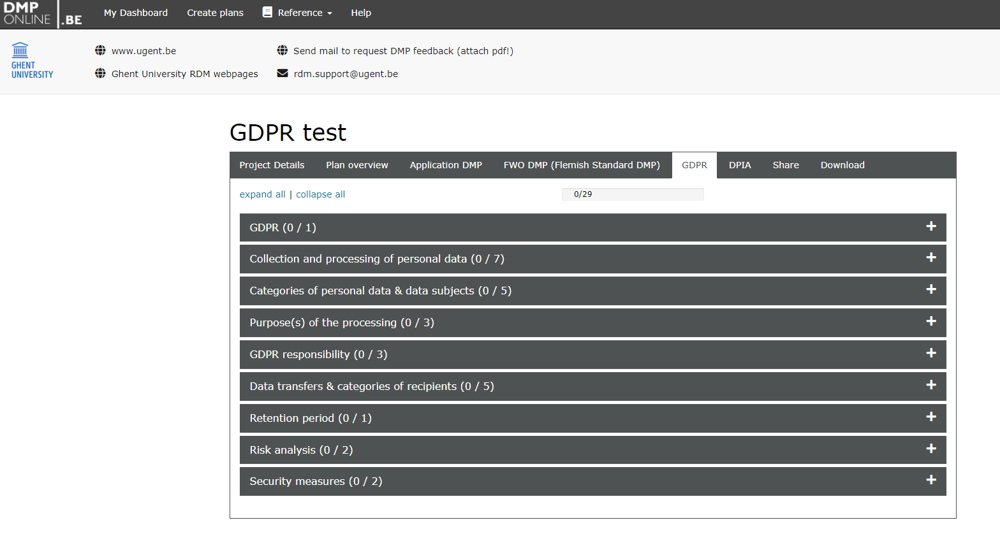 DMP
ONLINE .BE
My Dashboard Create plans Reference Help
GHENT
UNIVERSITY
www.ugent.be Send mail to request DMP feedback (attach pdf!)
Ghent University RDM webpages rdm.support@ugent.be
GDPR test
Project Details Plan overview Application DMP FWO DMP (Flemish Standard DMP) GDPR DPIA Share Download
expand all | collapse all 0/29
GDPR (0 / 1)
Collection and processing of personal data (0 / 7)
Categories of personal data & data subjects (0 / 5)
Purpose(s) of the processing (0 / 3)
GDPR responsibility (0 / 3)
Data transfers & categories of recipients (0 / 5)
Retention period (0 / 1)
Risk analysis (0 / 2)
Security measures (0 / 2)